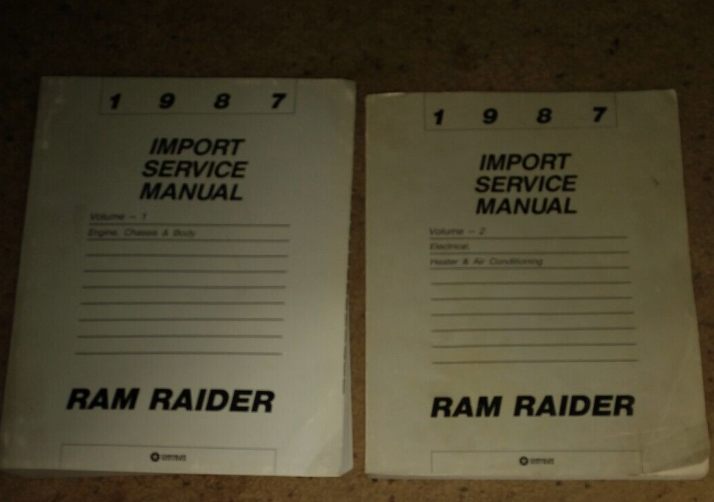 1 9 8 7
IMPORT
SERVICE
MANUAL
Volume - 1
Engine, Chassis & Body
RAM RAIDER
1 9 8 7
IMPORT
SERVICE
MANUAL
Volume - 2
Electrical,
Heater & Air Conditioning
RAM RAIDER